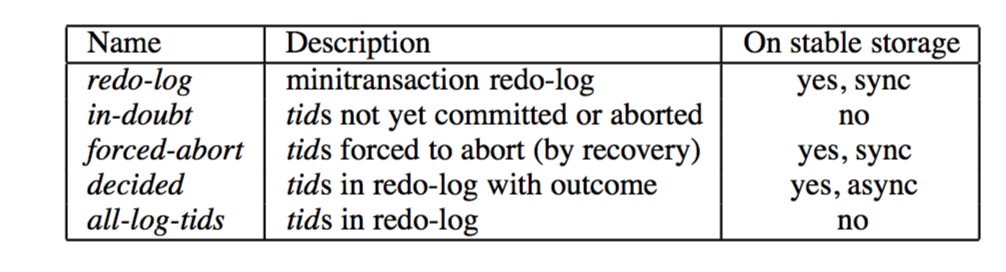 Name Description On stable storage
redo-log minitransaction redo-log yes, sync
in-doubt tids not yet committed or aborted no
forced-abort tids forced to abort (by recovery) yes, sync
decided tids in redo-log with outcome yes, async
all-log-tids tids in redo-log no